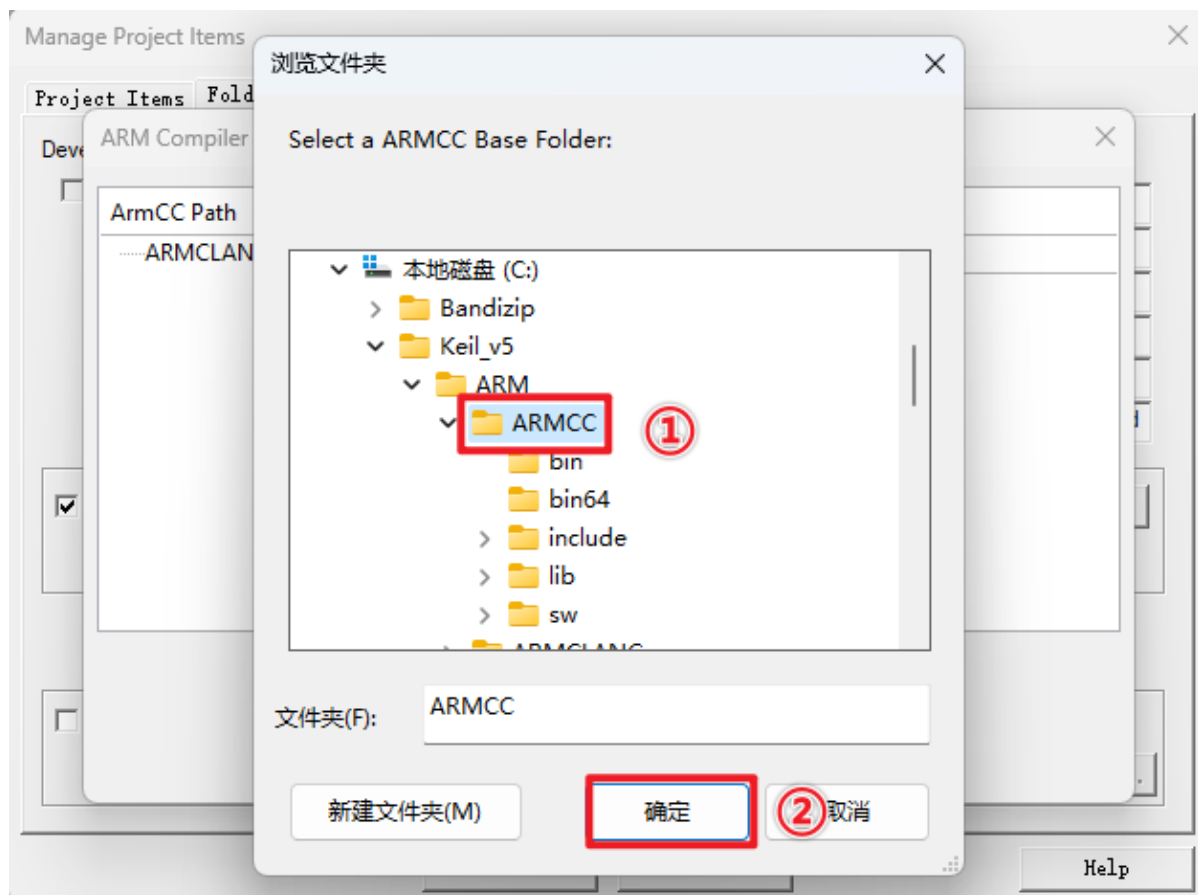 Manage Project Items
浏览文件夹
Project Items
Fold
ARM Compiler
Select a ARMCC Base Folder:
Deve
ArmCC Path
ARMCLAN
本地磁盘 (C:)
Bandizip
Keil_v5
ARM
ARMCC
①
bin
bin64
include
lib
sw
ARMCLANG
文件夹(F):
ARMCC
新建文件夹(M)
确定
②
取消
Help